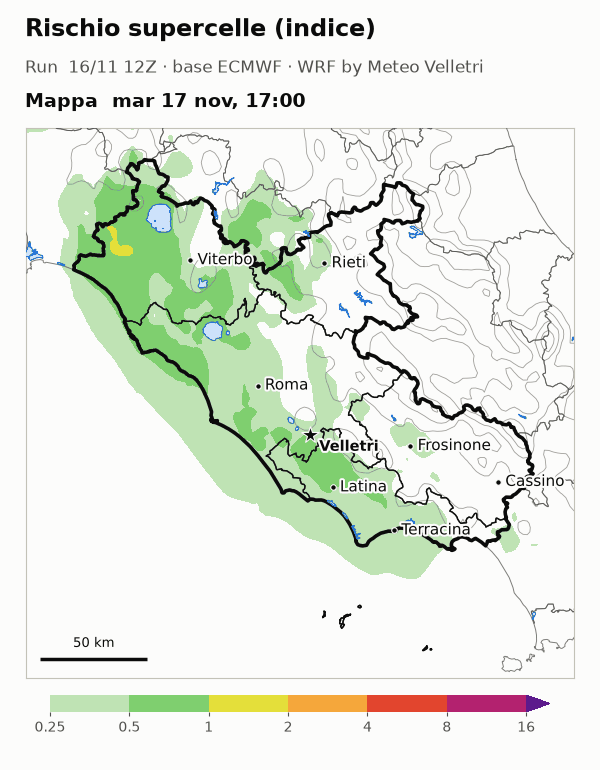 Rischio supercelle (indice)
Run 16/11 12Z · base ECMWF · WRF by Meteo Velletri
Mappa mar 17 nov, 17:00
Viterbo
Rieti
Roma
Velletri
Frosinone
Latina
Cassino
Terracina
50 km
0.25 0.5 1 2 4 8 16